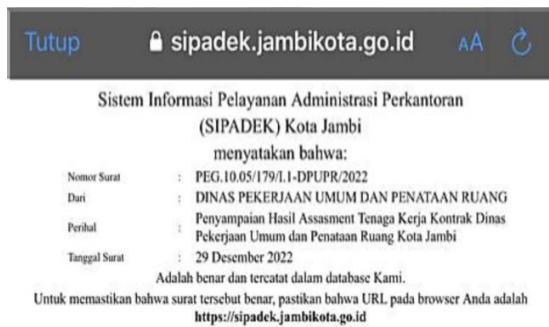 Tutup sipadek.jambikota.go.id AA
Sistem Informasi Pelayanan Administrasi Perkantoran
(SIPADEK) Kota Jambi
menyatakan bahwa:
Nomor Surat : PEG.10.05/179/I.1-DPUPR/2022
Dari : DINAS PEKERJAAN UMUM DAN PENATAAN RUANG
Perihal : Penyampaian Hasil Assasment Tenaga Kerja Kontrak Dinas
Pekerjaan Umum dan Penataan Ruang Kota Jambi
Tanggal Surat : 29 Desember 2022
Adalah benar dan tercatat dalam database Kami.
Untuk memastikan bahwa surat tersebut benar, pastikan bahwa URL pada browser Anda adalah
https://sipadek.jambikota.go.id